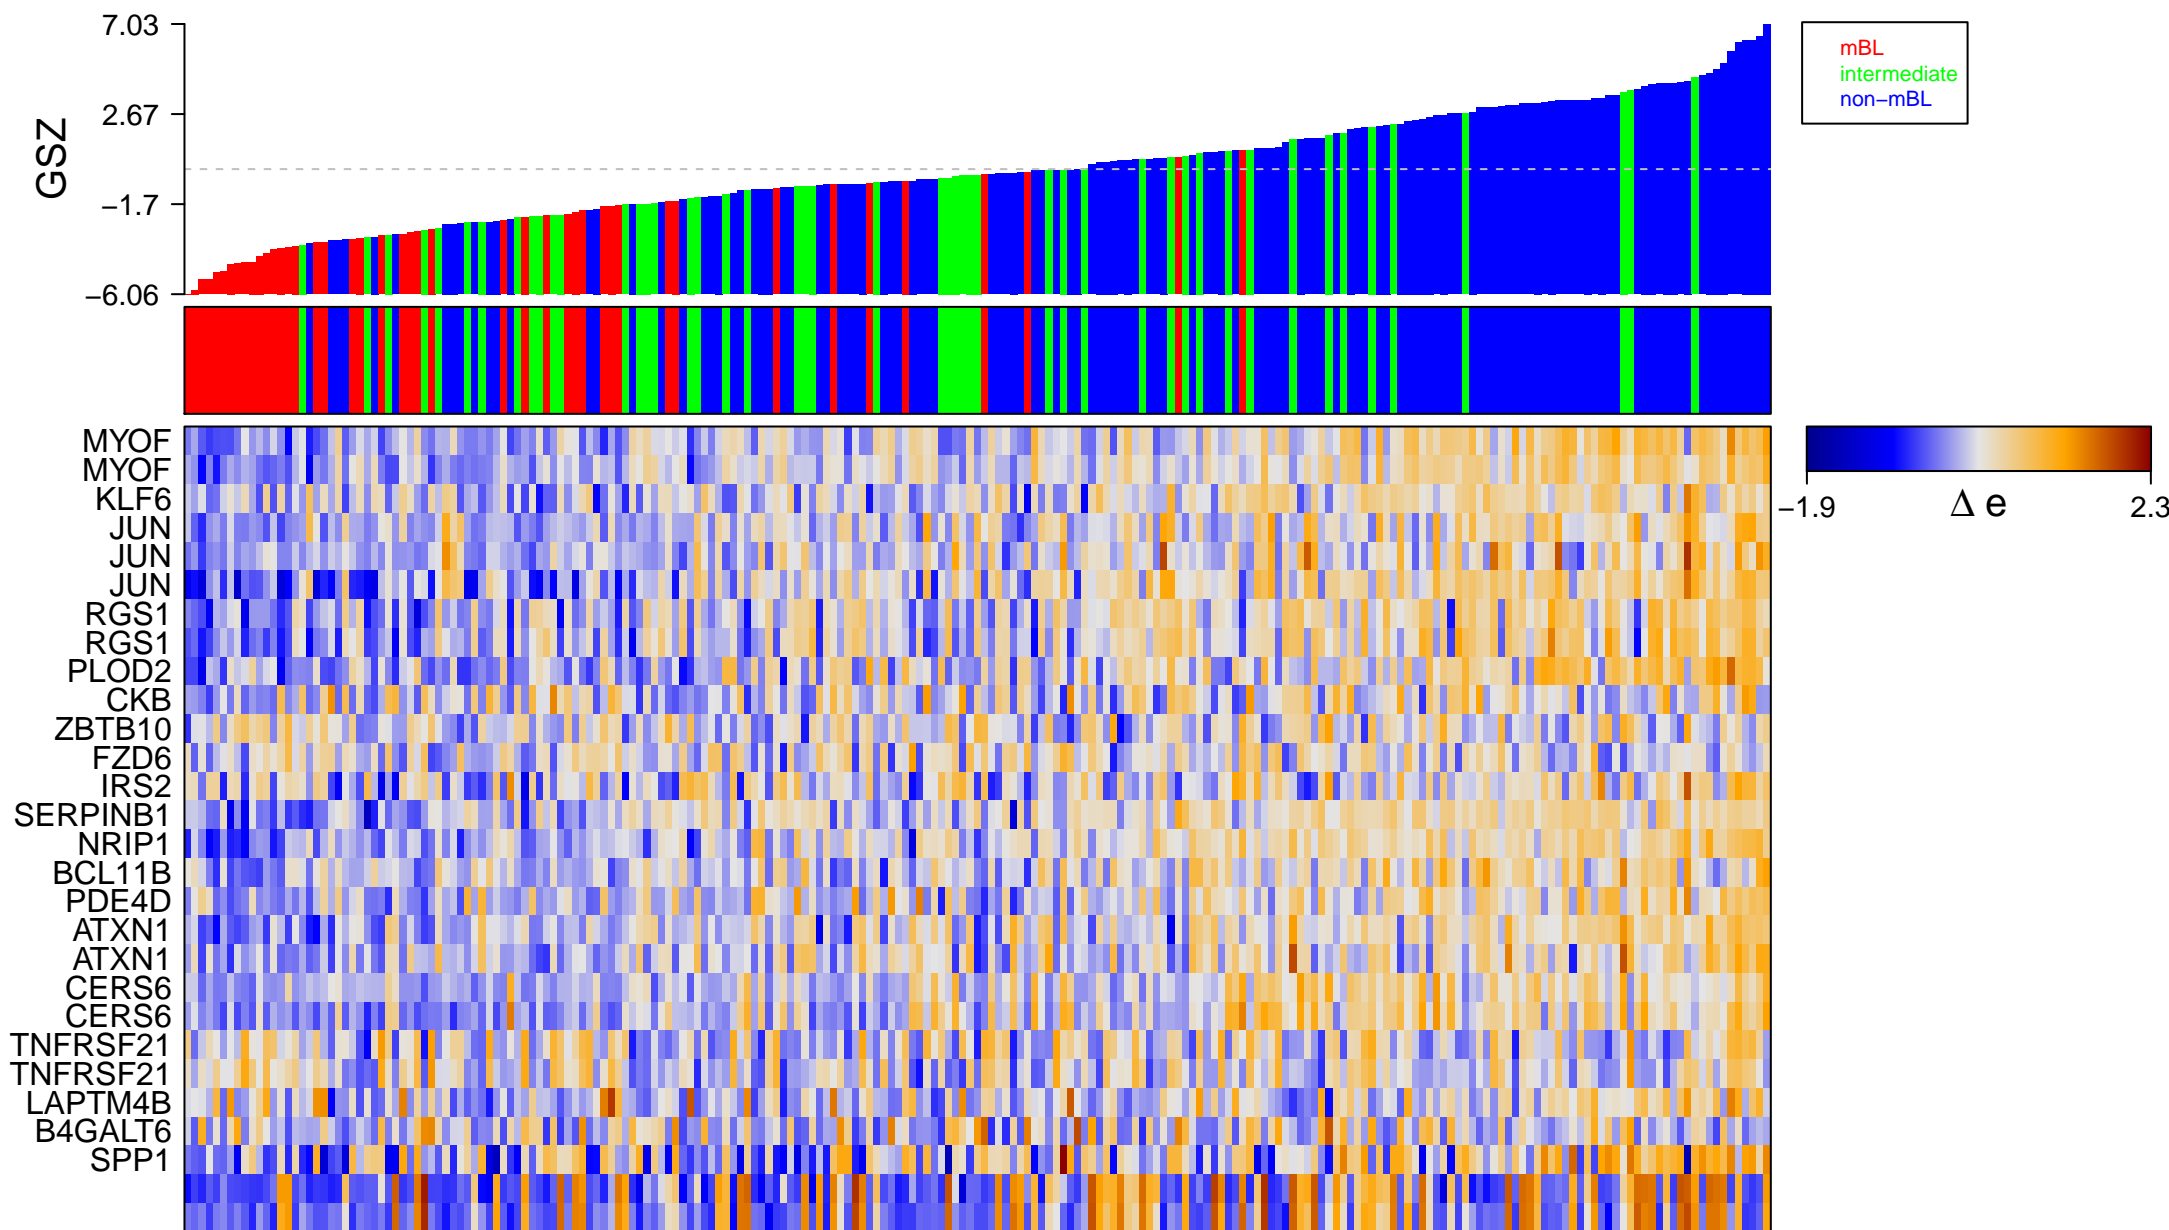 7.03
2.67
−1.7
−6.06
GSZ
mBL
intermediate
non−mBL
MYOF
MYOF
KLF6
JUN
JUN
JUN
RGS1
RGS1
PLOD2
CKB
ZBTB10
FZD6
IRS2
SERPINB1
NRIP1
BCL11B
PDE4D
ATXN1
ATXN1
CERS6
CERS6
TNFRSF21
TNFRSF21
LAPTM4B
B4GALT6
SPP1
−1.9
Δ e
2.3